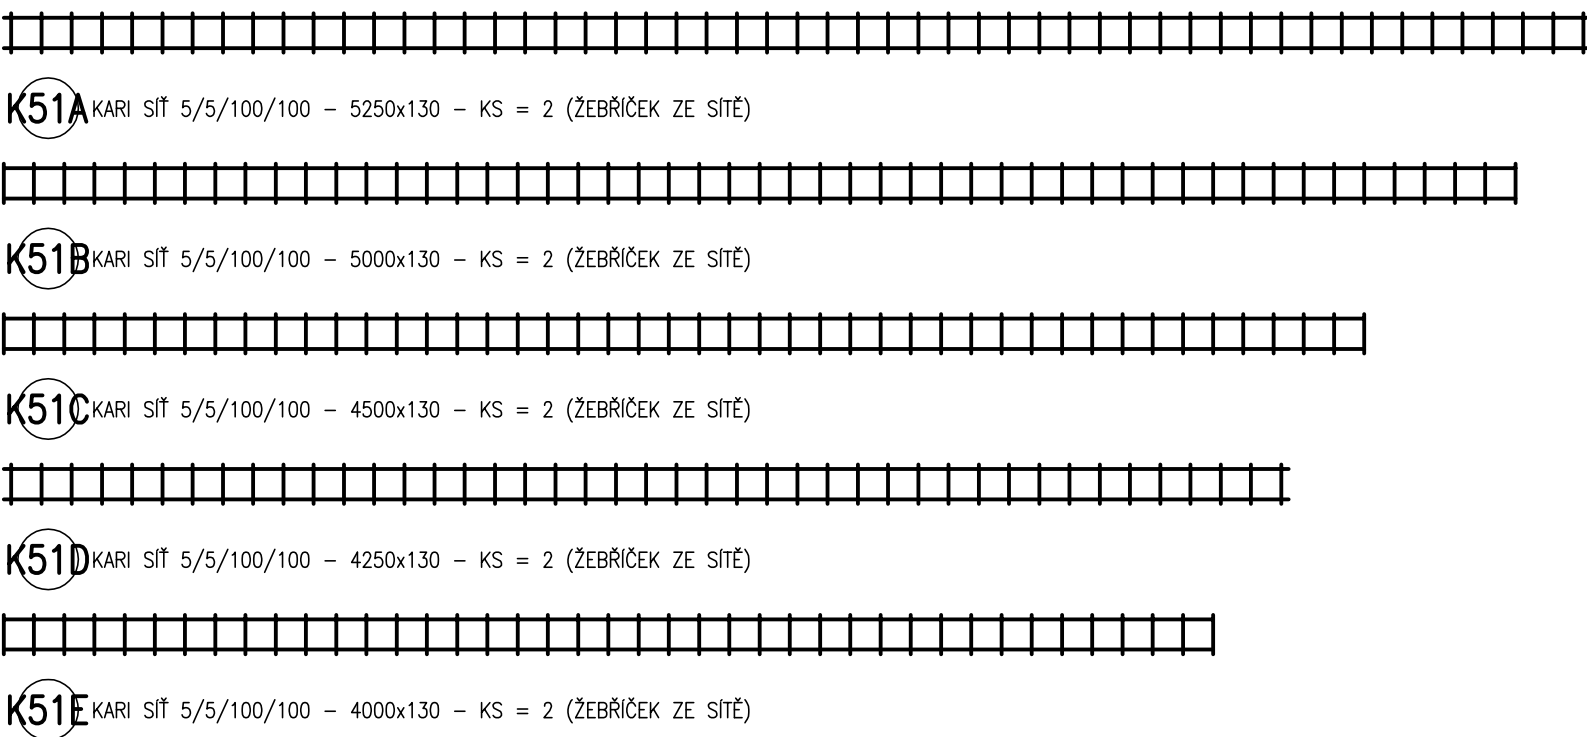 K51A KARI SÍŤ 5/5/100/100 – 5250x130 – KS = 2 (ŽEBŘÍČEK ZE SÍTĚ)
K51B KARI SÍŤ 5/5/100/100 – 5000x130 – KS = 2 (ŽEBŘÍČEK ZE SÍTĚ)
K51C KARI SÍŤ 5/5/100/100 – 4500x130 – KS = 2 (ŽEBŘÍČEK ZE SÍTĚ)
K51D KARI SÍŤ 5/5/100/100 – 4250x130 – KS = 2 (ŽEBŘÍČEK ZE SÍTĚ)
K51E KARI SÍŤ 5/5/100/100 – 4000x130 – KS = 2 (ŽEBŘÍČEK ZE SÍTĚ)